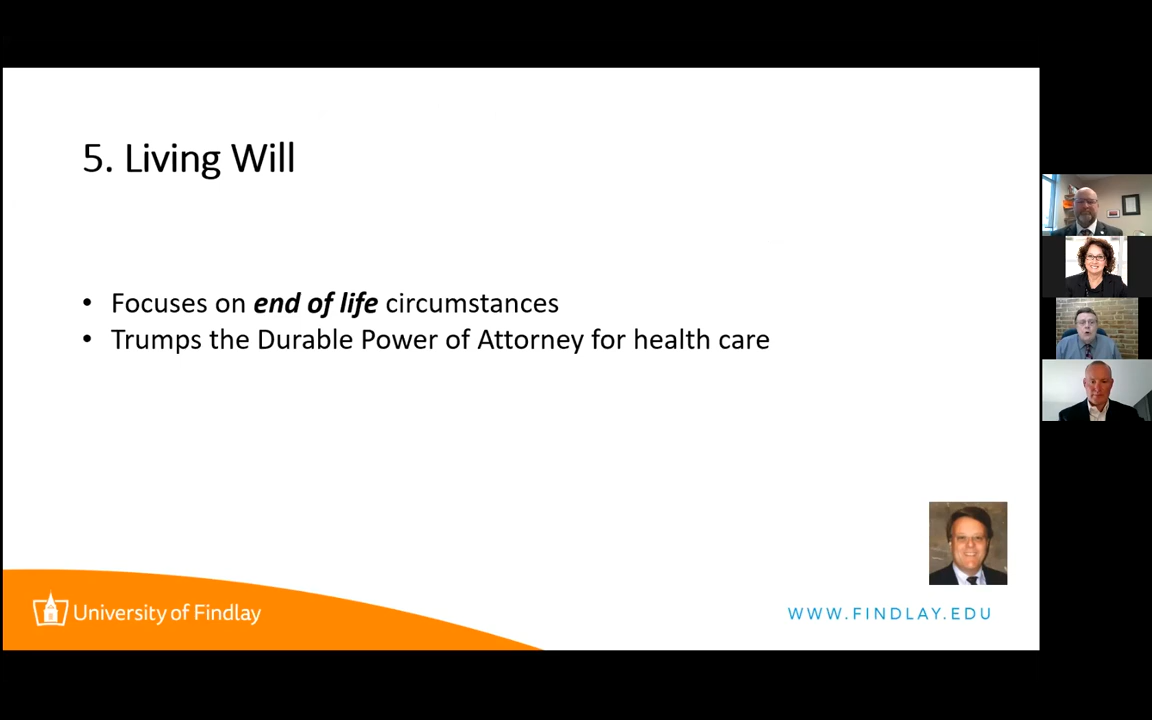 5. Living Will
• Focuses on end of life circumstances
• Trumps the Durable Power of Attorney for health care
University of Findlay
WWW.FINDLAY.EDU